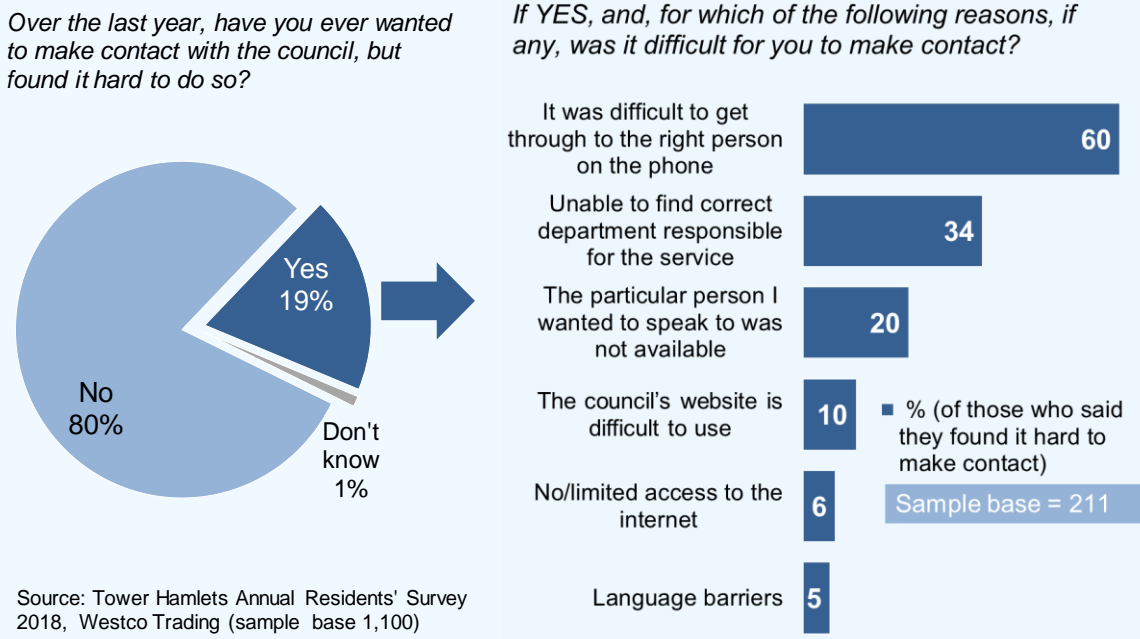 Over the last year, have you ever wanted
to make contact with the council, but
found it hard to do so?
Yes
19%
No
80%
Don't
know
1%
Source: Tower Hamlets Annual Residents' Survey
2018, Westco Trading (sample base 1,100)
If YES, and, for which of the following reasons, if
any, was it difficult for you to make contact?
It was difficult to get
through to the right person
on the phone
60
Unable to find correct
department responsible
for the service
34
The particular person I
wanted to speak to was
not available
20
The council’s website is
difficult to use
10
No/limited access to the
internet
6
Language barriers
5
% (of those who said
they found it hard to
make contact)
Sample base = 211